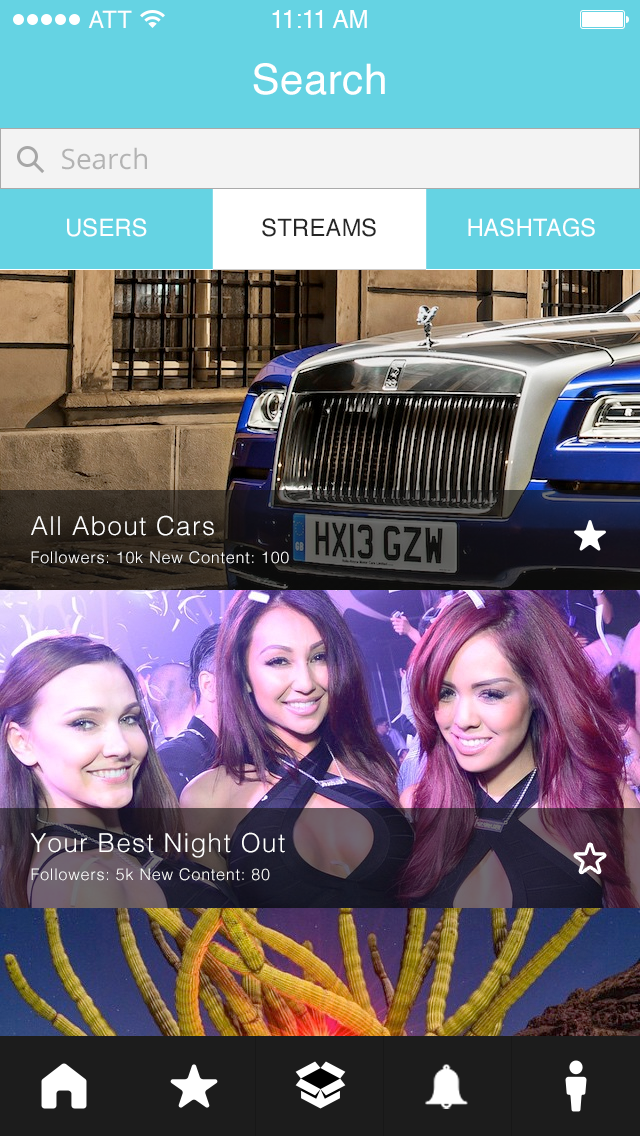 ATT 11:11 AM
Search
Search
USERS STREAMS HASHTAGS
HX13 GZW
GB
All About Cars
Followers: 10k New Content: 100
Your Best Night Out
Followers: 5k New Content: 80